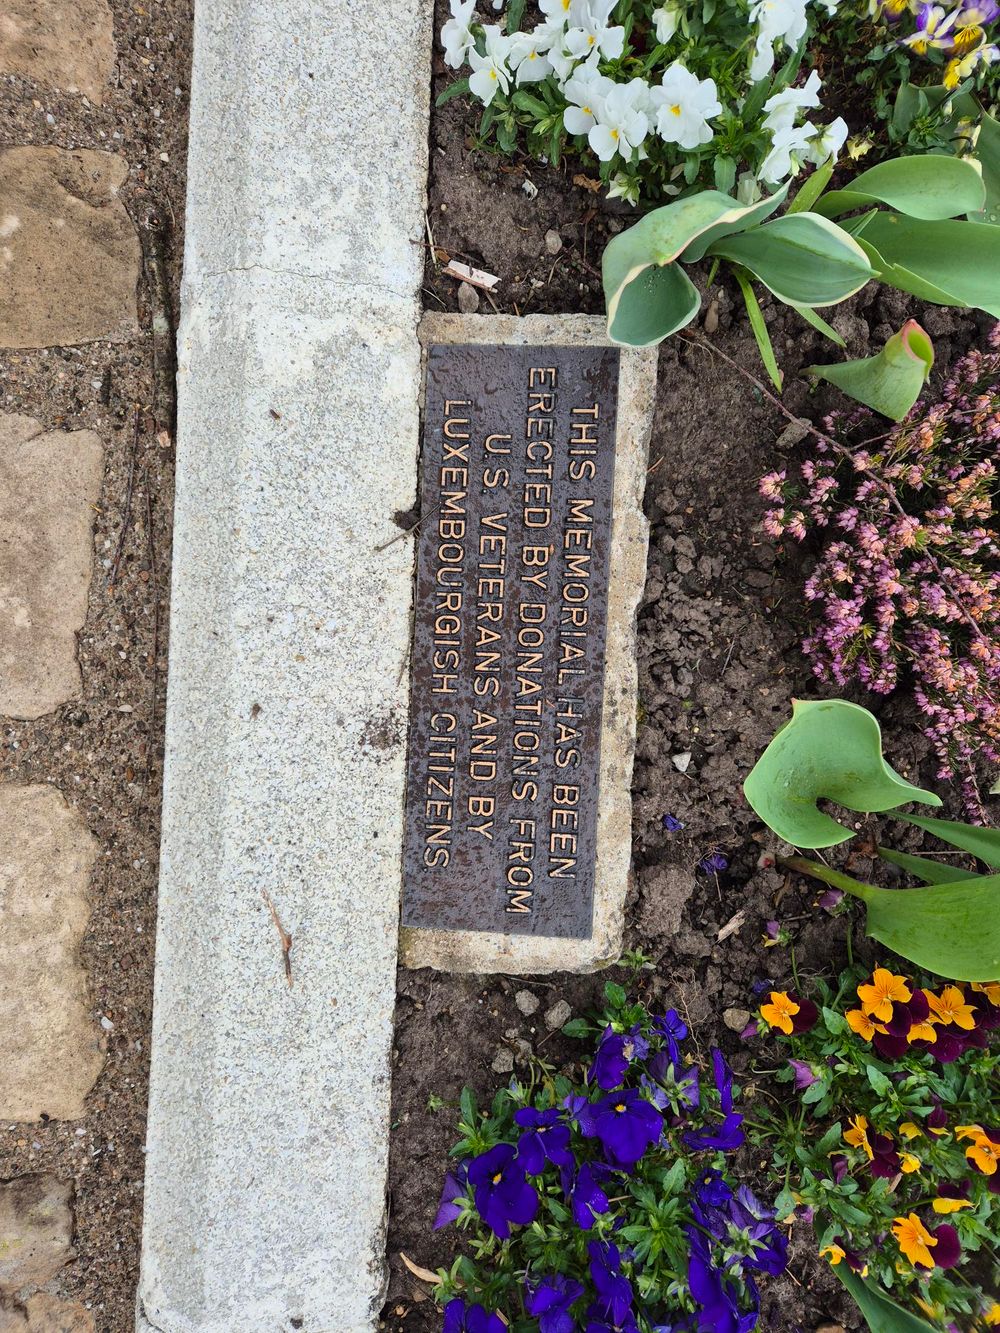 THIS MEMORIAL HAS BEEN
ERECTED BY DONATIONS FROM
U.S. VETERANS AND BY
LUXEMBOURGISH CITIZENS.